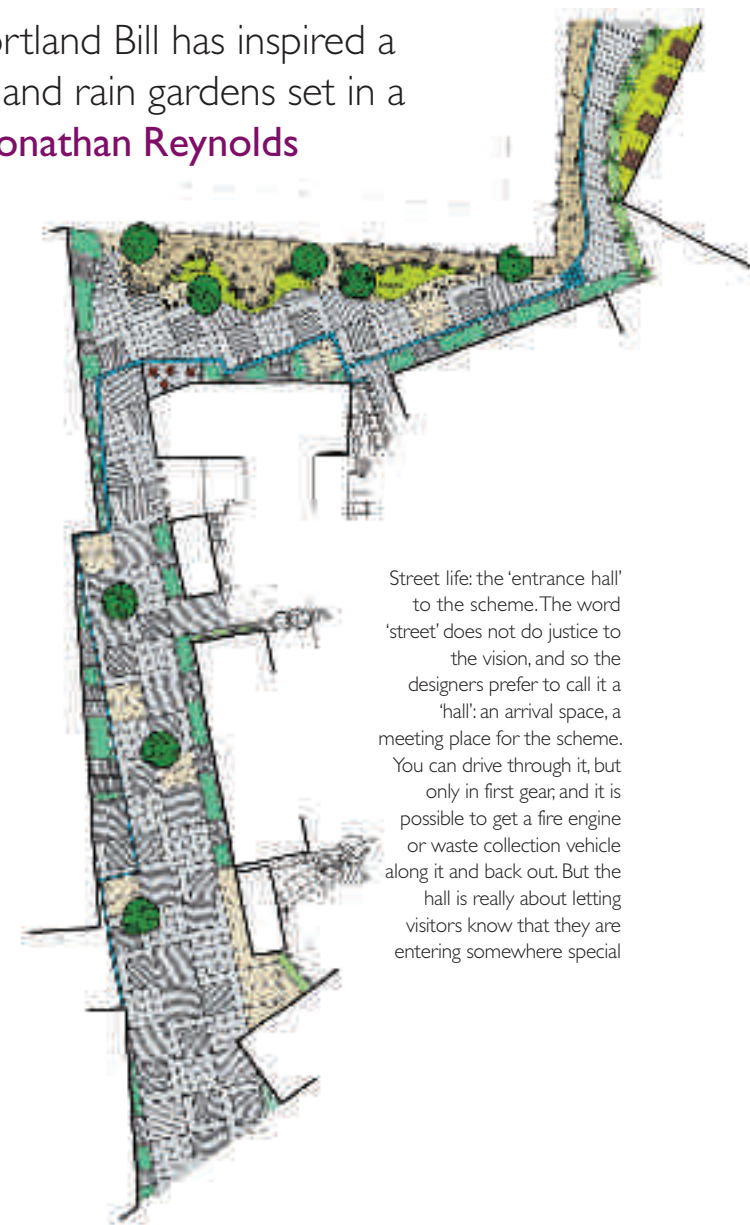 ortland Bill has inspired a
and rain gardens set in a
onathan Reynolds
Street life: the ‘entrance hall’
to the scheme. The word
‘street’ does not do justice to
the vision, and so the
designers prefer to call it a
‘hall’: an arrival space, a
meeting place for the scheme.
You can drive through it, but
only in first gear, and it is
possible to get a fire engine
or waste collection vehicle
along it and back out. But the
hall is really about letting
visitors know that they are
entering somewhere special